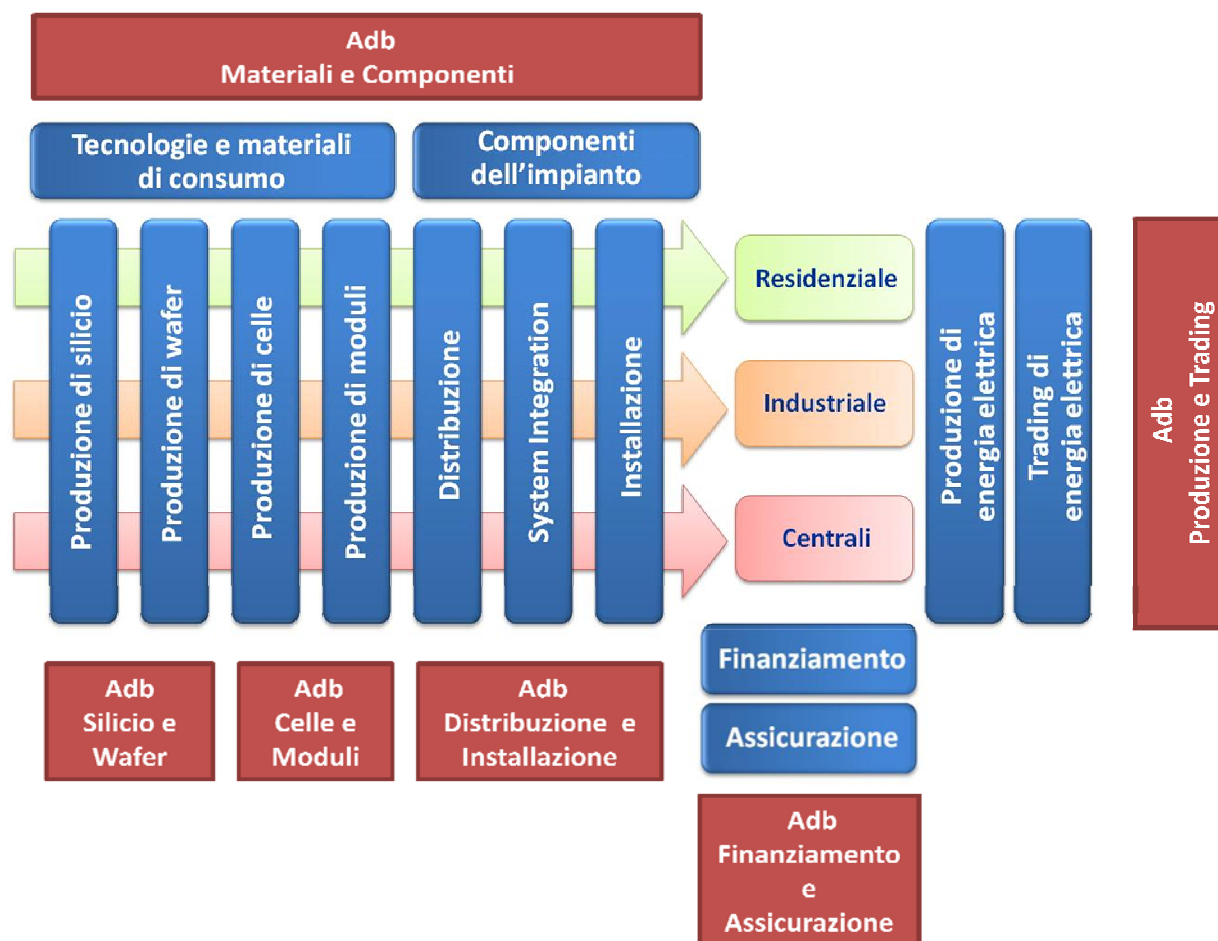 Adb
Materiali e Componenti
Tecnologie e materiali
di consumo
Componenti
dell’impianto
Produzione di silicio
Produzione di wafer
Produzione di celle
Produzione di moduli
Distribuzione
System Integration
Installazione
Residenziale
Industriale
Centrali
Produzione di
energia elettrica
Trading di
energia elettrica
Adb
Produzione e Trading
Finanziamento
Assicurazione
Adb
Silicio e
Wafer
Adb
Celle e
Moduli
Adb
Distribuzione e
Installazione
Adb
Finanziamento
e
Assicurazione